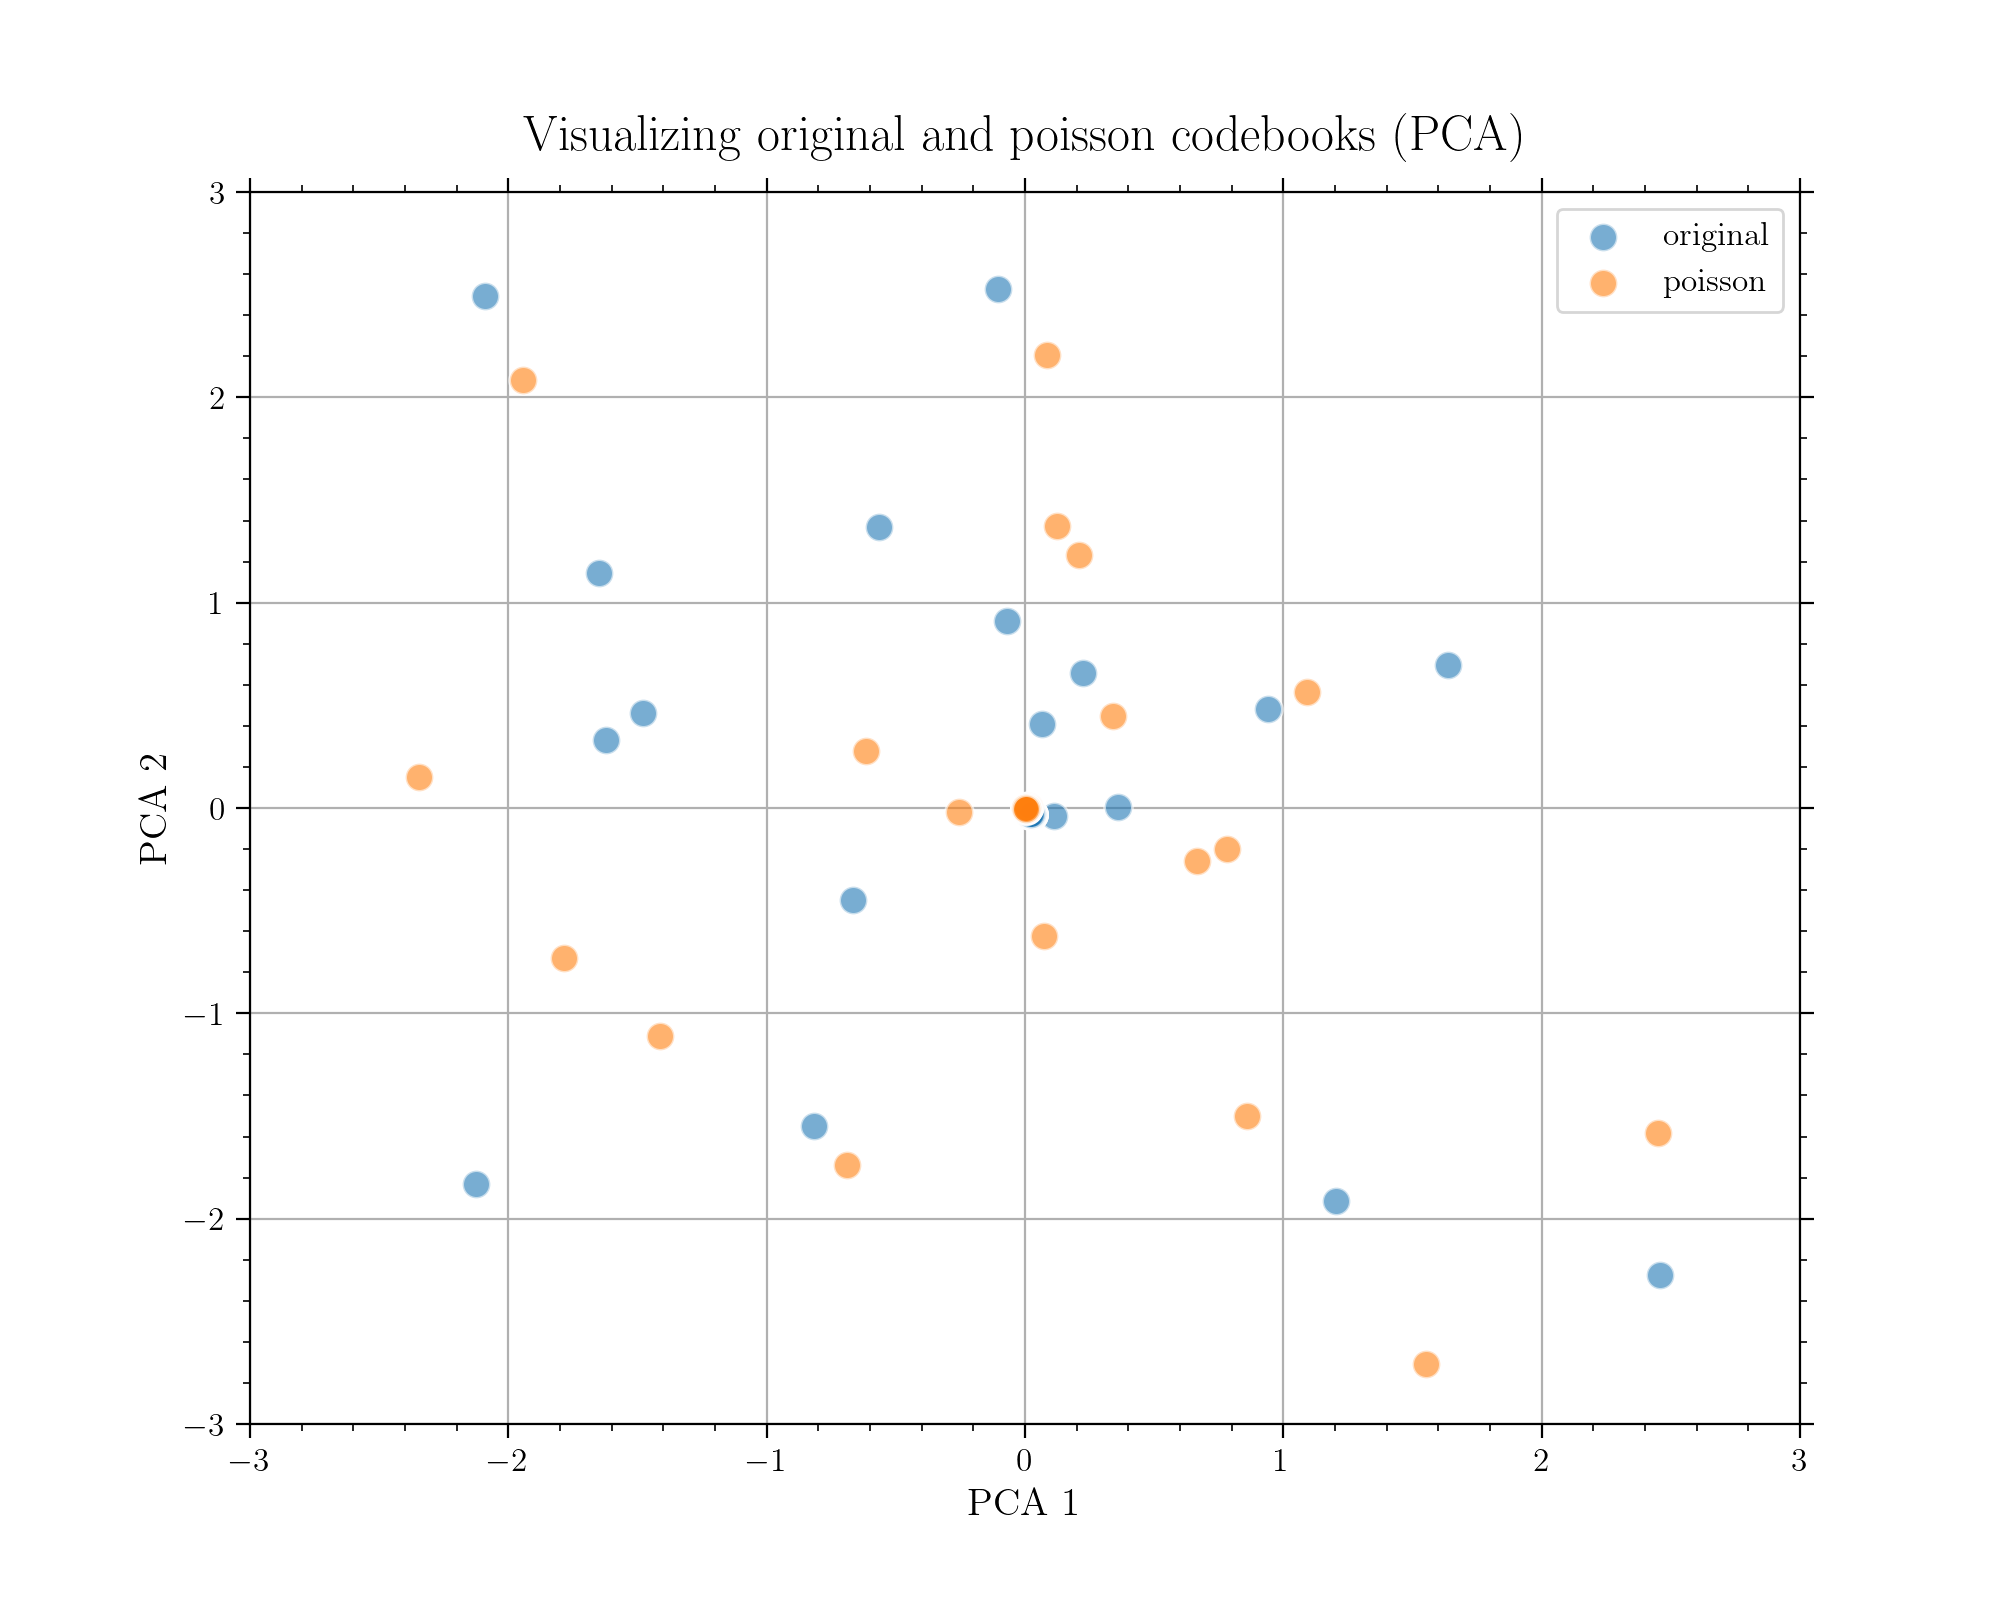 Visualizing original and poisson codebooks (PCA)
original
poisson
3
2
1
0
−1
−2
−3
PCA 2
−3 −2 −1 0 1 2 3
PCA 1